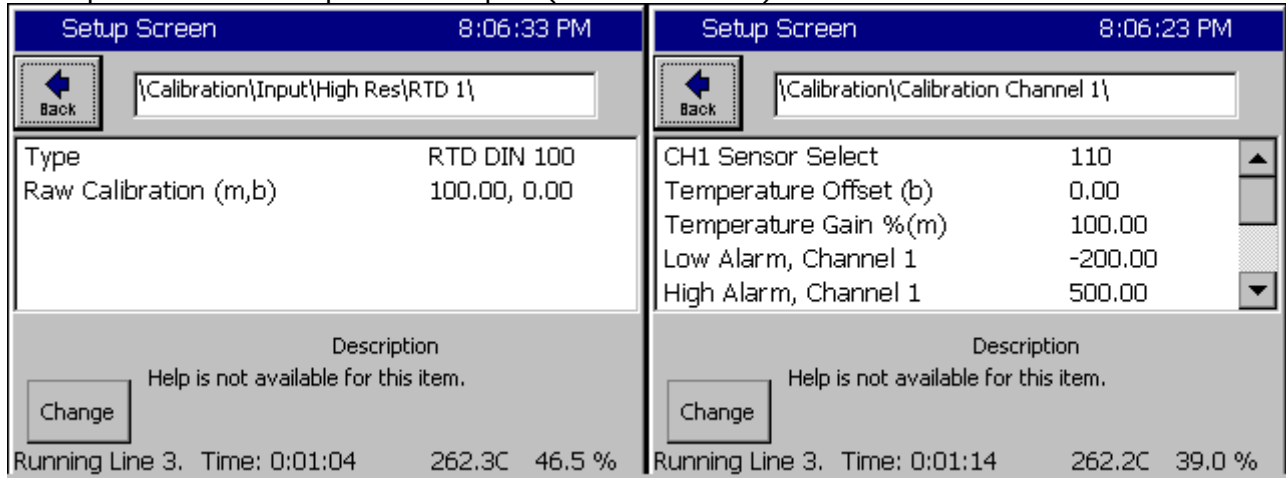 Setup Screen 8:06:33 PM
Back
\Calibration\Input\High Res\RTD 1\
Type RTD DIN 100
Raw Calibration (m,b) 100.00, 0.00
Description
Help is not available for this item.
Change
Running Line 3. Time: 0:01:04 262.3C 46.5 %
Setup Screen 8:06:23 PM
Back
\Calibration\Calibration Channel 1\
CH1 Sensor Select 110
Temperature Offset (b) 0.00
Temperature Gain %(m) 100.00
Low Alarm, Channel 1 -200.00
High Alarm, Channel 1 500.00
Description
Help is not available for this item.
Change
Running Line 3. Time: 0:01:14 262.2C 39.0 %